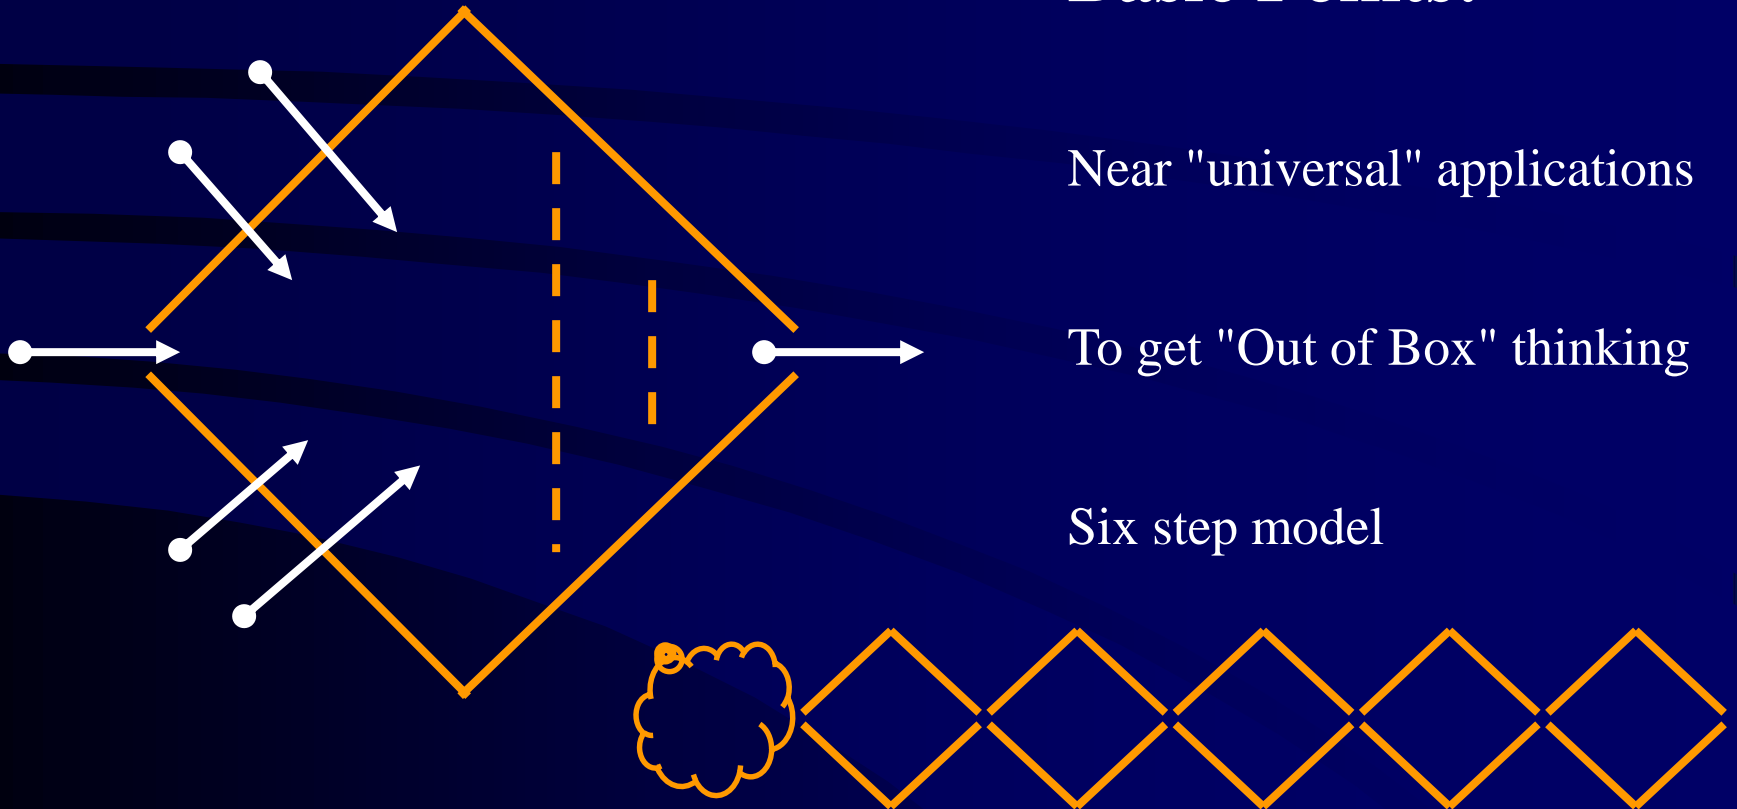 Near "universal" applications
To get "Out of Box" thinking
Six step model